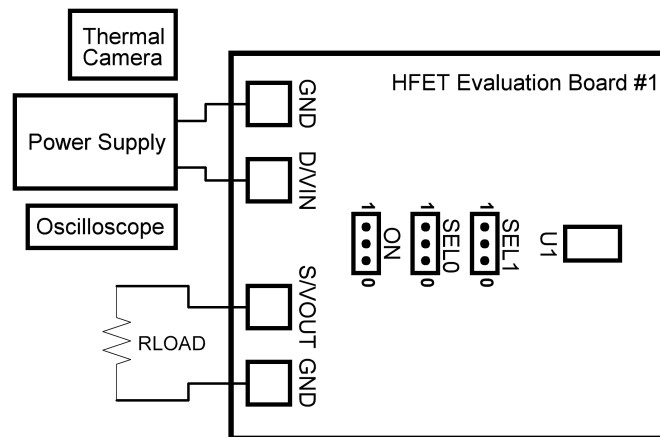 Thermal
Camera
HFET Evaluation Board #1
GND
Power Supply
D/VIN
Oscilloscope
1
1
1
ON
SEL0
SEL1
U1
0
0
0
S/VOUT
RLOAD
GND